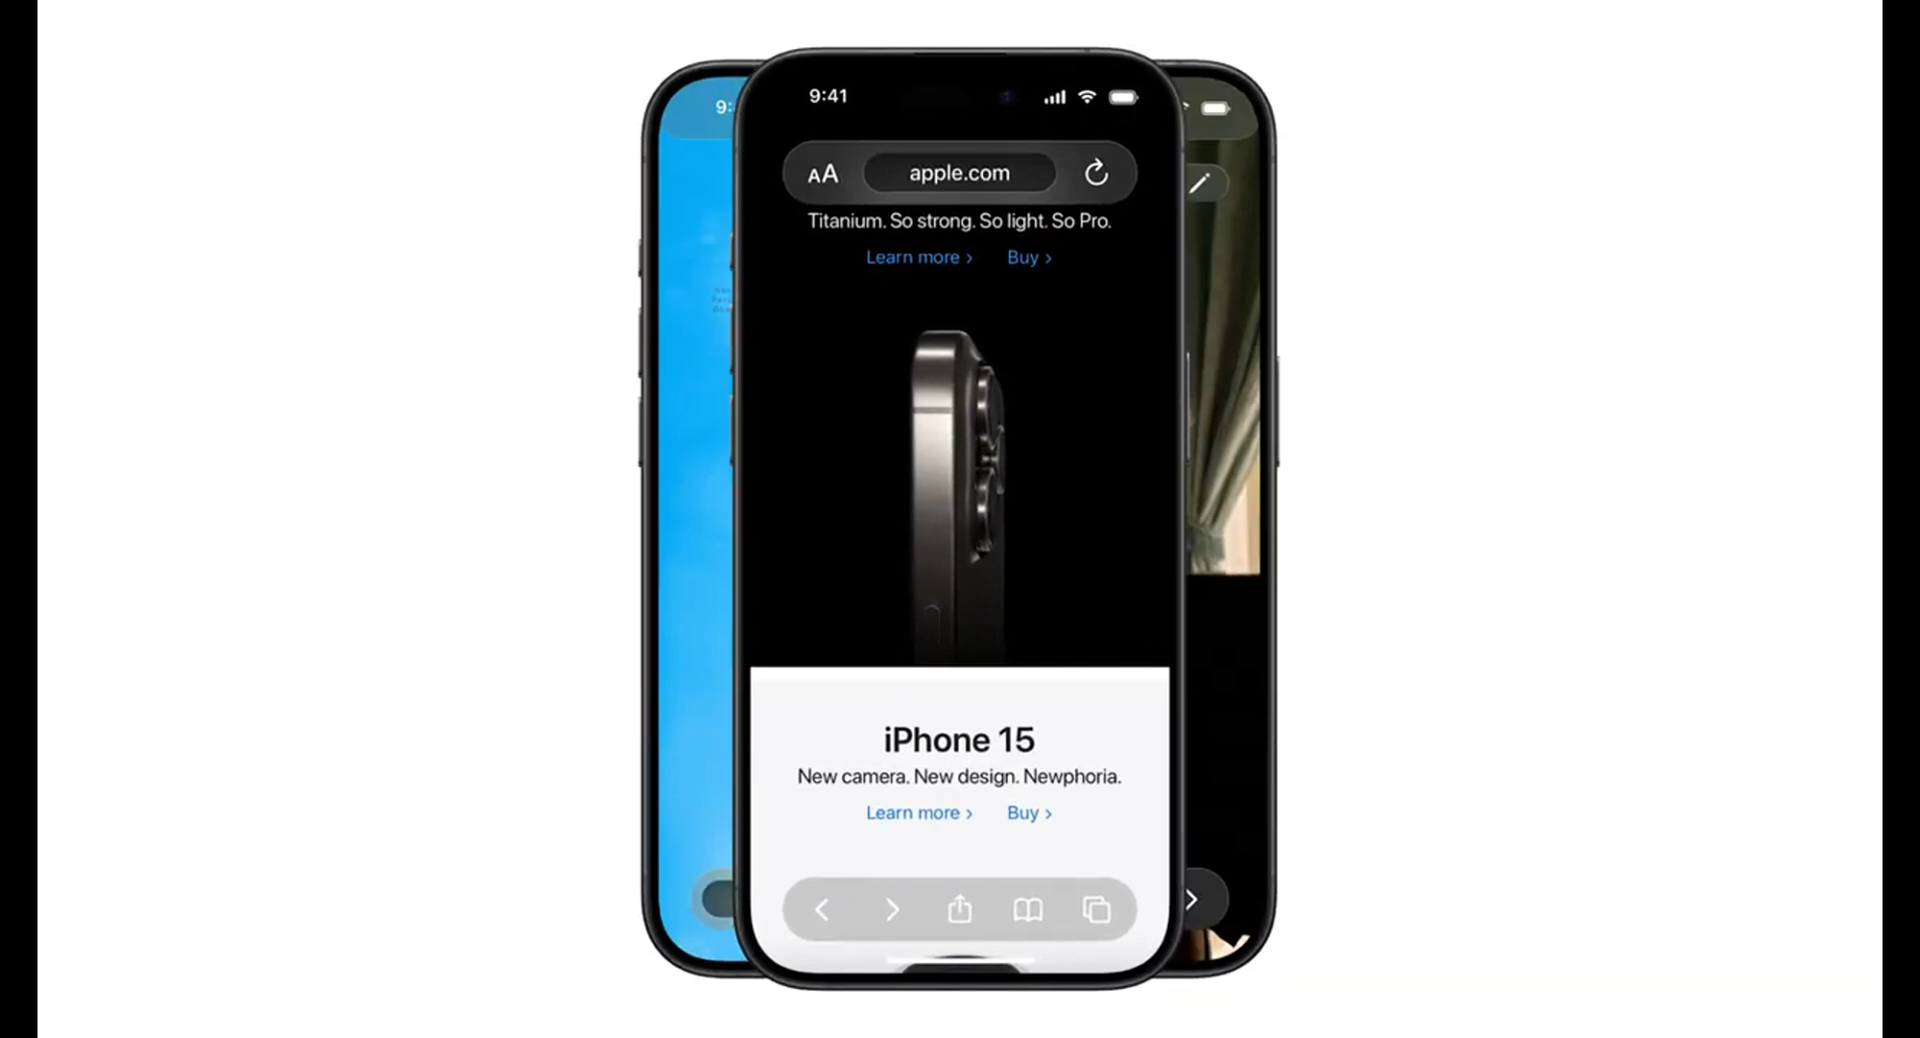 9:41
AA apple.com
Titanium. So strong. So light. So Pro.
Learn more > Buy >
iPhone 15
New camera. New design. Newphoria.
Learn more > Buy >